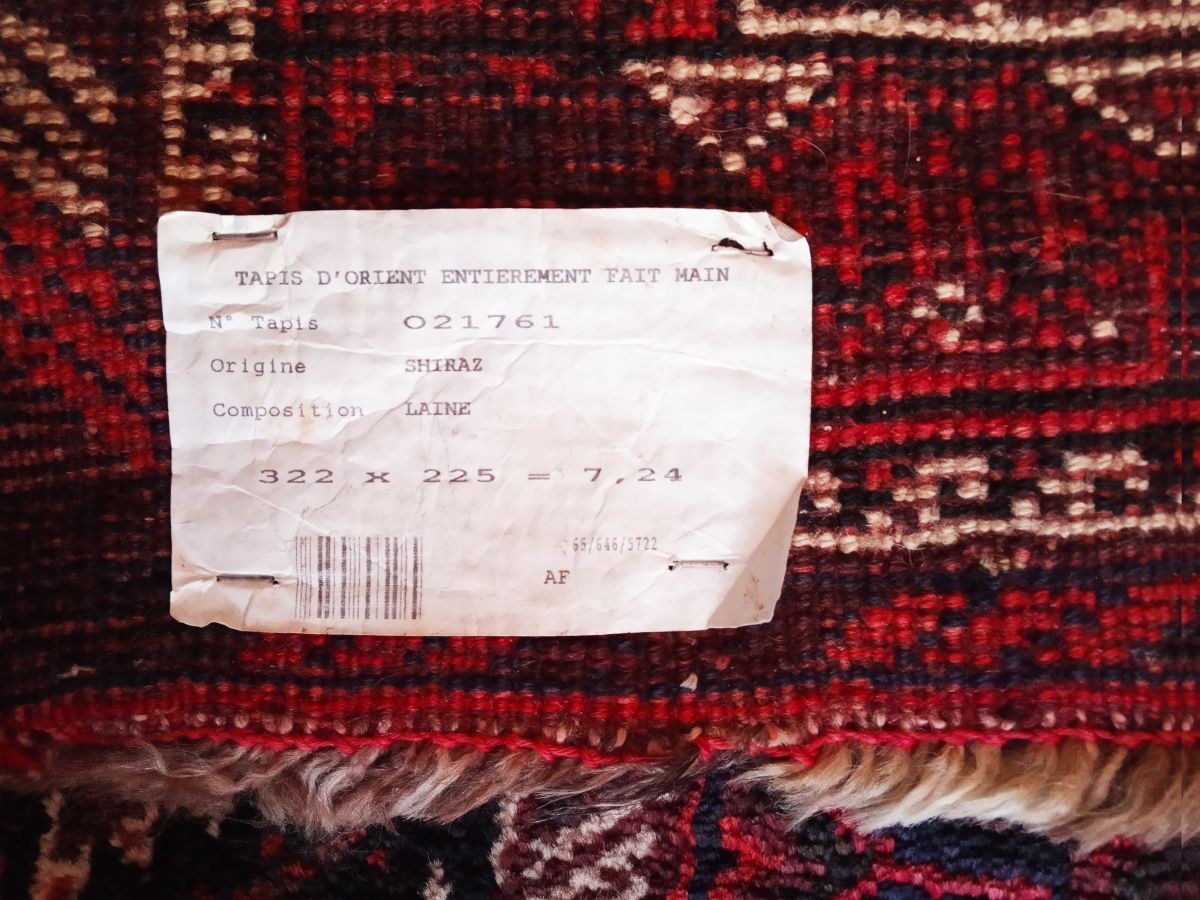 TAPIS D'ORIENT ENTIEREMENT FAIT MAIN
N° Tapis 021761
Origine SHIRAZ
Composition LAINE
322 x 225 = 7,24
65/646/5722
AF